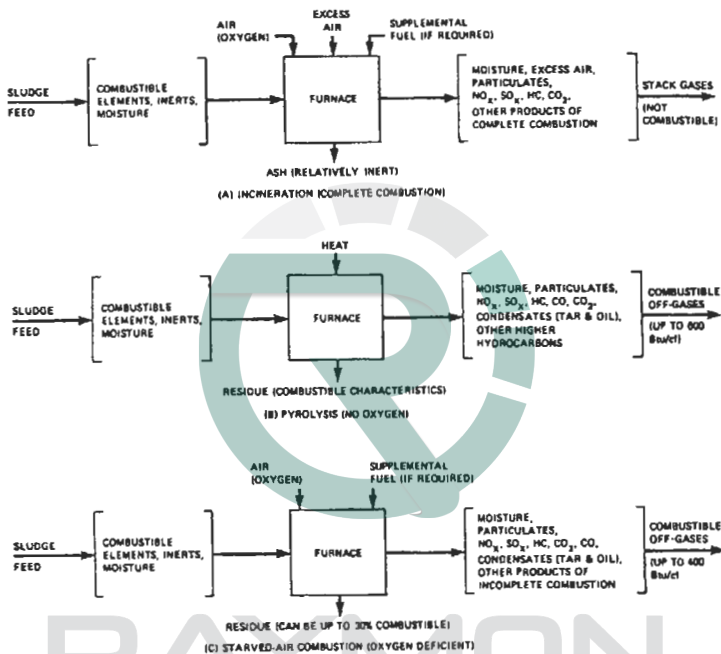 AIR
(OXYGEN)
EXCESS
AIR
SUPPLEMENTAL
FUEL (IF REQUIRED)
SLUDGE
FEED
COMBUSTIBLE
ELEMENTS, INERTS,
MOISTURE
FURNACE
MOISTURE, EXCESS AIR,
PARTICULATES,
NOx, SOx, HC, CO2,
OTHER PRODUCTS OF
COMPLETE COMBUSTION
STACK GASES
(NOT
COMBUSTIBLE)
ASH (RELATIVELY INERT)
(A) INCINERATION (COMPLETE COMBUSTION)
HEAT
SLUDGE
FEED
COMBUSTIBLE
ELEMENTS, INERTS,
MOISTURE
FURNACE
MOISTURE, PARTICULATES,
NOx, SOx, HC, CO, CO2,
CONDENSATES (TAR & OIL),
OTHER HIGHER
HYDROCARBONS
COMBUSTIBLE
OFF-GASES
(UP TO 600
Btu/cf)
RESIDUE (COMBUSTIBLE CHARACTERISTICS)
(B) PYROLYSIS (NO OXYGEN)
AIR
(OXYGEN)
SUPPLEMENTAL
FUEL (IF REQUIRED)
SLUDGE
FEED
COMBUSTIBLE
ELEMENTS, INERTS,
MOISTURE
FURNACE
MOISTURE,
PARTICULATES,
NOx, SOx, HC, CO2, CO,
CONDENSATES (TAR & OIL),
OTHER PRODUCTS OF
INCOMPLETE COMBUSTION
COMBUSTIBLE
OFF-GASES
(UP TO 400
Btu/cf
RESIDUE (CAN BE UP TO 30% COMBUSTIBLE)
(C) STARVED-AIR COMBUSTION (OXYGEN DEFICIENT)
RAYMON